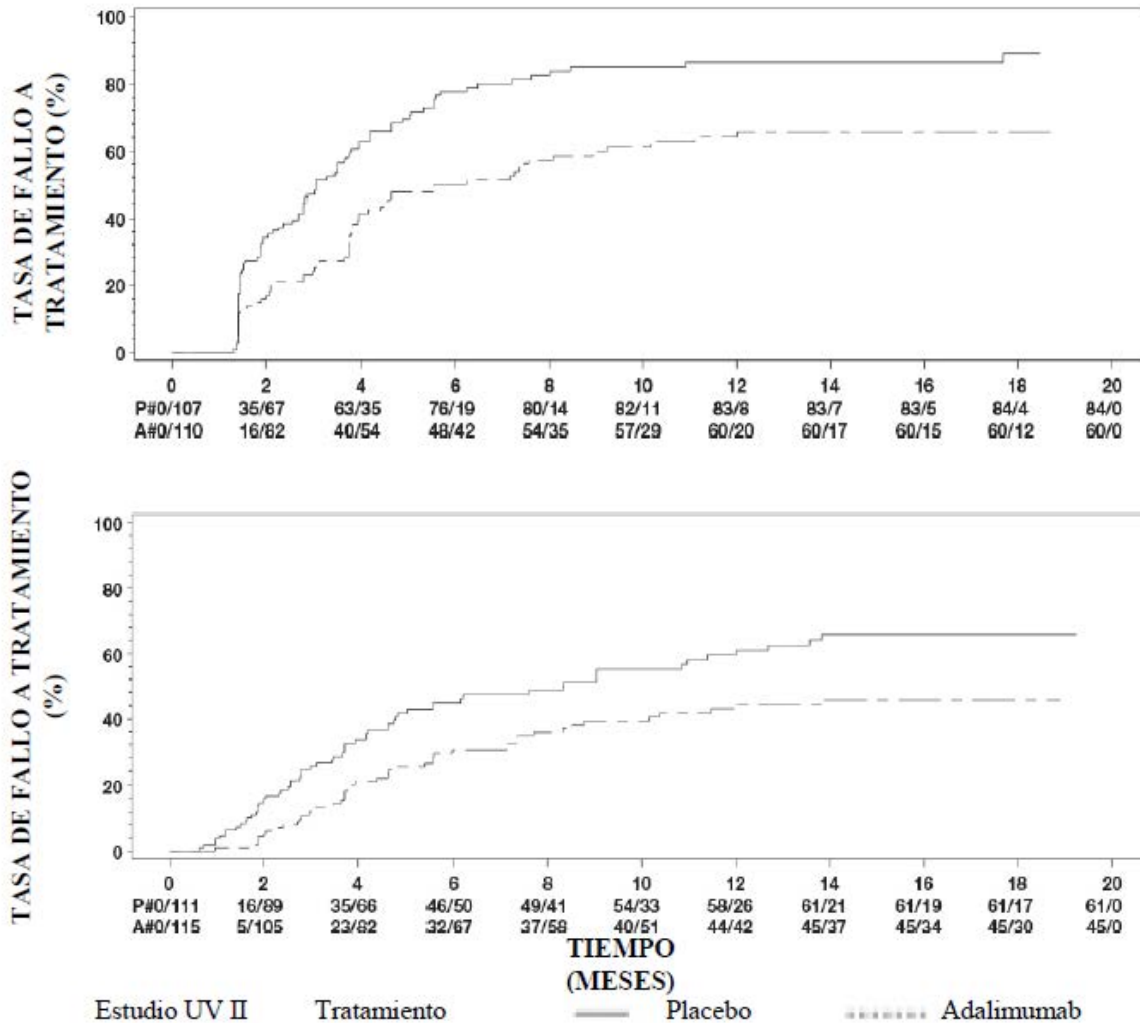 TASA DE FALLO A
TRATAMIENTO (%)
100
80
60
40
20
0
0 2 4 6 8 10 12 14 16 18 20
P#0/107 35/67 63/35 76/19 80/14 82/11 83/8 83/7 83/5 84/4 84/0
A#0/110 16/82 40/54 48/42 54/35 57/29 60/20 60/17 60/15 60/12 60/0
TASA DE FALLO A TRATAMIENTO
(%)
100
80
60
40
20
0
0 2 4 6 8 10 12 14 16 18 20
P#0/111 16/89 35/66 46/50 49/41 54/33 58/26 61/21 61/19 61/17 61/0
A#0/115 5/105 23/82 32/67 37/58 40/51 44/42 45/37 45/34 45/30 45/0
TIEMPO
(MESES)
Estudio UV II Tratamiento Placebo Adalimumab